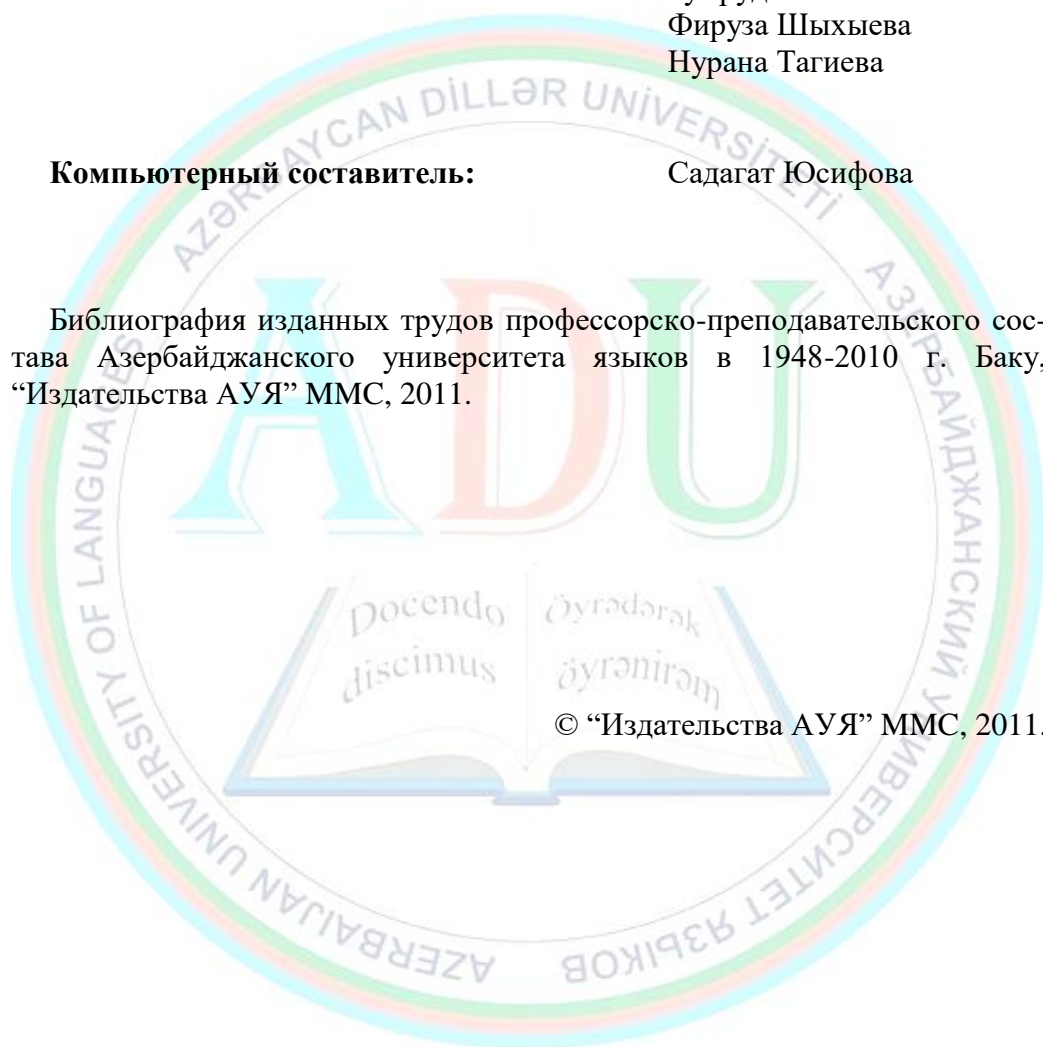 Фируза Шыхыева
Нурана Тагиева
AZƏRBAYCAN DİLLƏR UNİVERSİTETİ
Компьютерный составитель: Садагат Юсифова
Библиография изданных трудов профессорско-преподавательского сос-
тава Азербайджанского университета языков в 1948-2010 г. Баку,
“Издательства АУЯ” ММС, 2011.
ADU
Docendo
discimus
öyrədərək
öyrənirəm
© “Издательства АУЯ” ММС, 2011.
АЗЕРБАЙДЖАНСКИЙ УНИВЕРСИТЕТ ЯЗЫКОВ
AZERBAIJAN UNIVERSITY OF LANGUAGES